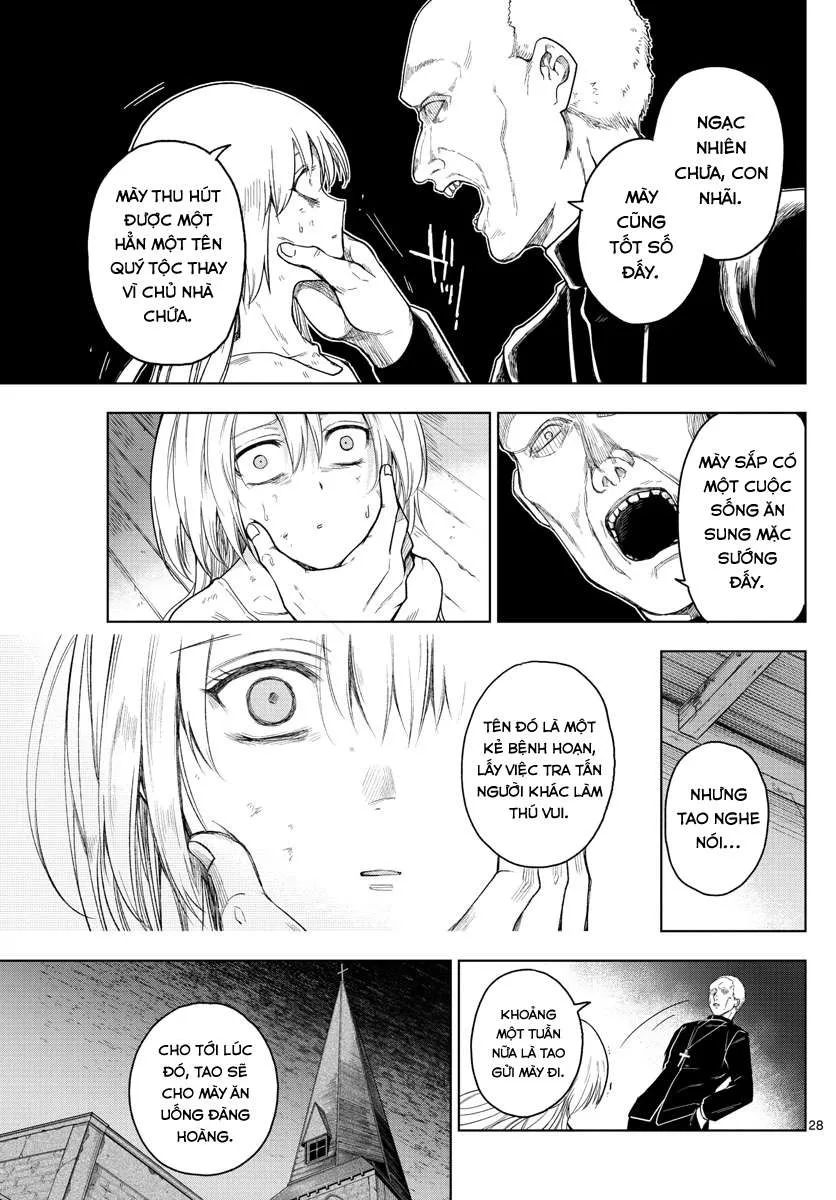 NGẠC
NHIÊN
CHƯA, CON
NHÃI.
MÀY
CŨNG
TỐT SỐ
ĐẤY.
MÀY THU HÚT
ĐƯỢC MỘT
HẲN MỘT TÊN
QUÝ TỘC THAY
VÌ CHỦ NHÀ
CHỨA.
MÀY SẮP CÓ
MỘT CUỘC
SỐNG ĂN
SUNG MẶC
SƯỚNG
ĐẤY.
NHƯNG
TAO NGHE
NÓI...
TÊN ĐÓ LÀ MỘT
KẺ BỆNH HOẠN,
LẤY VIỆC TRA TẤN
NGƯỜI KHÁC LÀM
THÚ VUI.
KHOẢNG
MỘT TUẦN
NỮA LÀ TAO
GỬI MÀY ĐI.
CHO TỚI LÚC
ĐÓ, TAO SẼ
CHO MÀY ĂN
UỐNG ĐÀNG
HOÀNG.
28